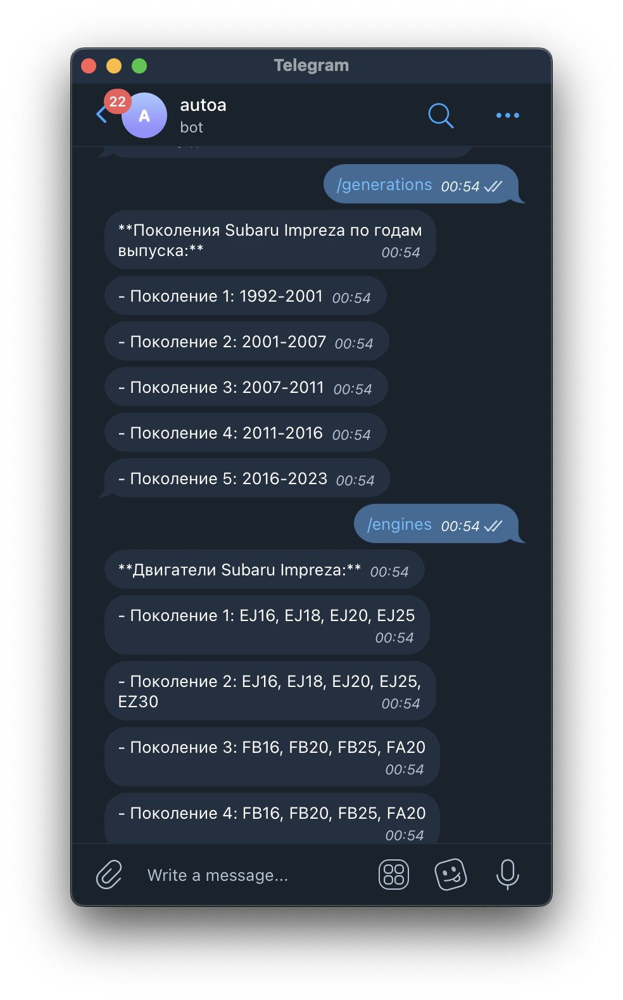 Telegram
22
A
autoa
bot
/generations 00:54
**Поколения Subaru Impreza по годам
выпуска:** 00:54
- Поколение 1: 1992-2001 00:54
- Поколение 2: 2001-2007 00:54
- Поколение 3: 2007-2011 00:54
- Поколение 4: 2011-2016 00:54
- Поколение 5: 2016-2023 00:54
/engines 00:54
**Двигатели Subaru Impreza:** 00:54
- Поколение 1: EJ16, EJ18, EJ20, EJ25
00:54
- Поколение 2: EJ16, EJ18, EJ20, EJ25,
EZ30 00:54
- Поколение 3: FB16, FB20, FB25, FA20
00:54
- Поколение 4: FB16, FB20, FB25, FA20
00:54
Write a message...